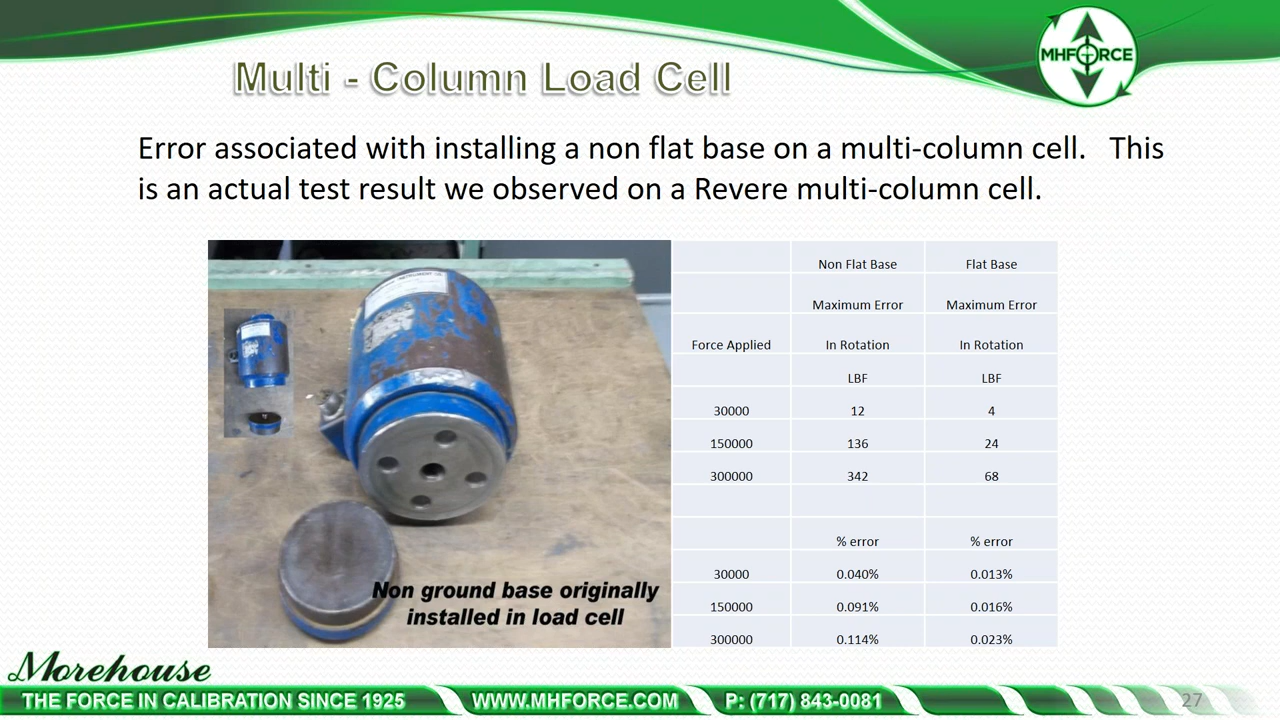 Multi - Column Load Cell
MHFORCE
Error associated with installing a non flat base on a multi-column cell. This
is an actual test result we observed on a Revere multi-column cell.
Non Flat Base Flat Base
Maximum Error Maximum Error
Force Applied In Rotation In Rotation
LBF LBF
30000 12 4
150000 136 24
300000 342 68
% error % error
30000 0.040% 0.013%
150000 0.091% 0.016%
300000 0.114% 0.023%
Non ground base originally
installed in load cell
Morehouse
THE FORCE IN CALIBRATION SINCE 1925 WWW.MHFORCE.COM P: (717) 843-0081 27